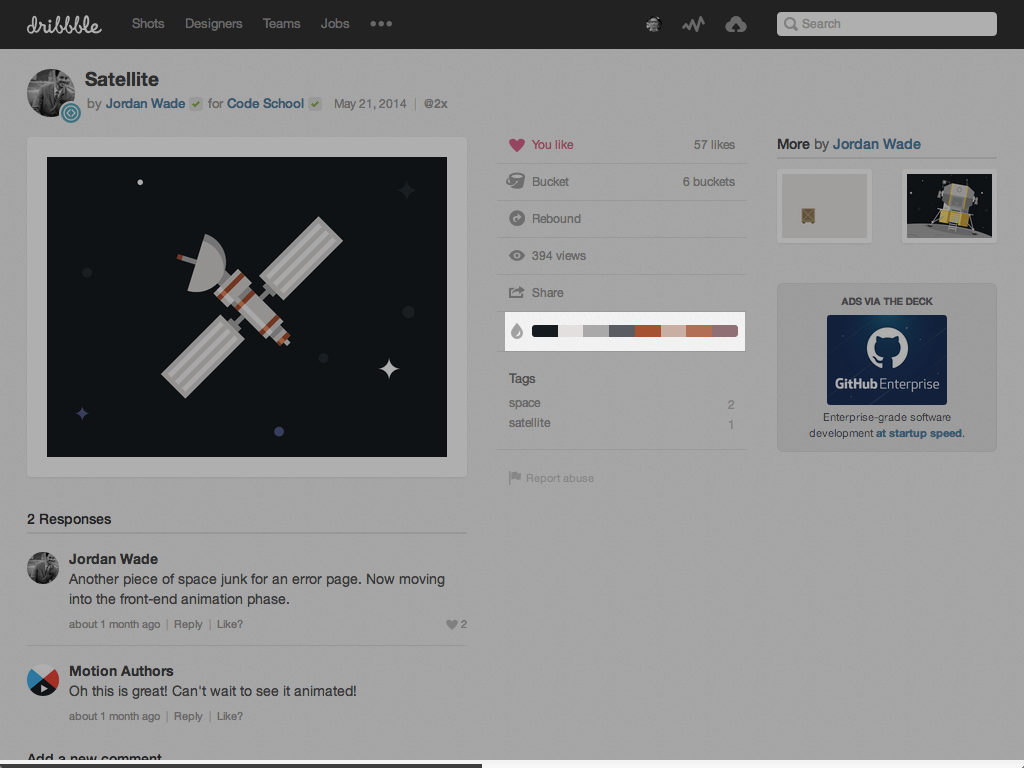 dribbble Shots Designers Teams Jobs ••• Search
Satellite
by Jordan Wade for Code School May 21, 2014 | @2x
You like 57 likes
Bucket 6 buckets
Rebound
394 views
Share
Tags
space 2
satellite 1
Report abuse
More by Jordan Wade
ADS VIA THE DECK
GitHub Enterprise
Enterprise-grade software
development at startup speed.
2 Responses
Jordan Wade
Another piece of space junk for an error page. Now moving
into the front-end animation phase.
about 1 month ago | Reply | Like? 2
Motion Authors
Oh this is great! Can't wait to see it animated!
about 1 month ago | Reply | Like?
Add a new comment